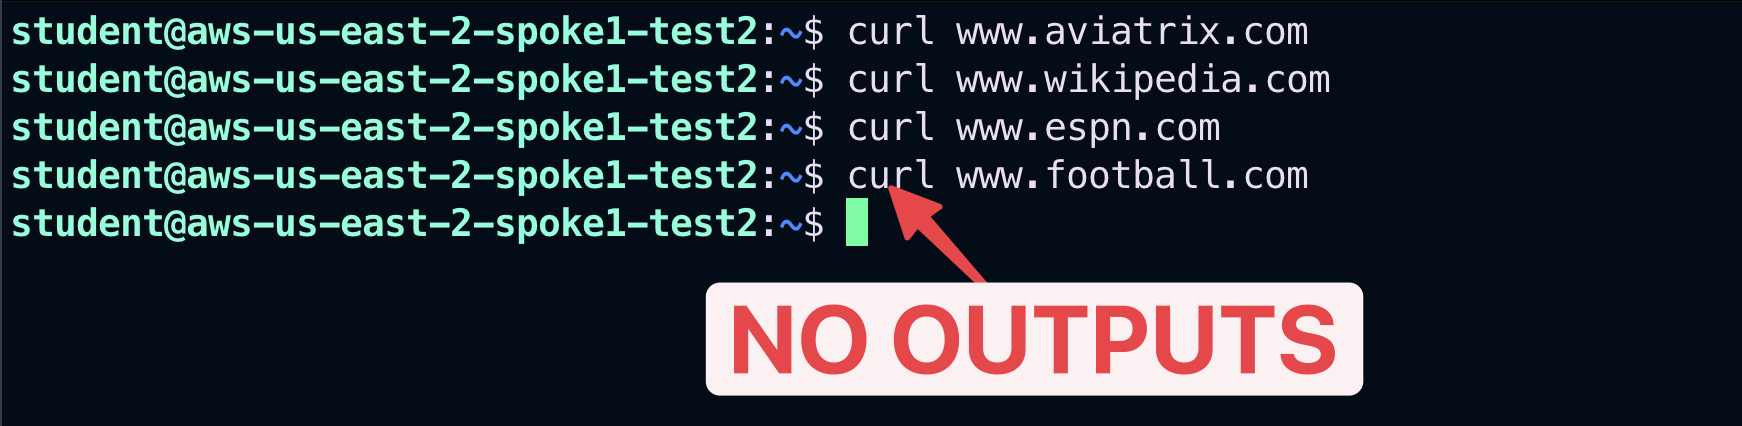 student@aws-us-east-2-spoke1-test2:~$ curl www.aviatrix.com
student@aws-us-east-2-spoke1-test2:~$ curl www.wikipedia.com
student@aws-us-east-2-spoke1-test2:~$ curl www.espn.com
student@aws-us-east-2-spoke1-test2:~$ curl www.football.com
student@aws-us-east-2-spoke1-test2:~$
NO OUTPUTS